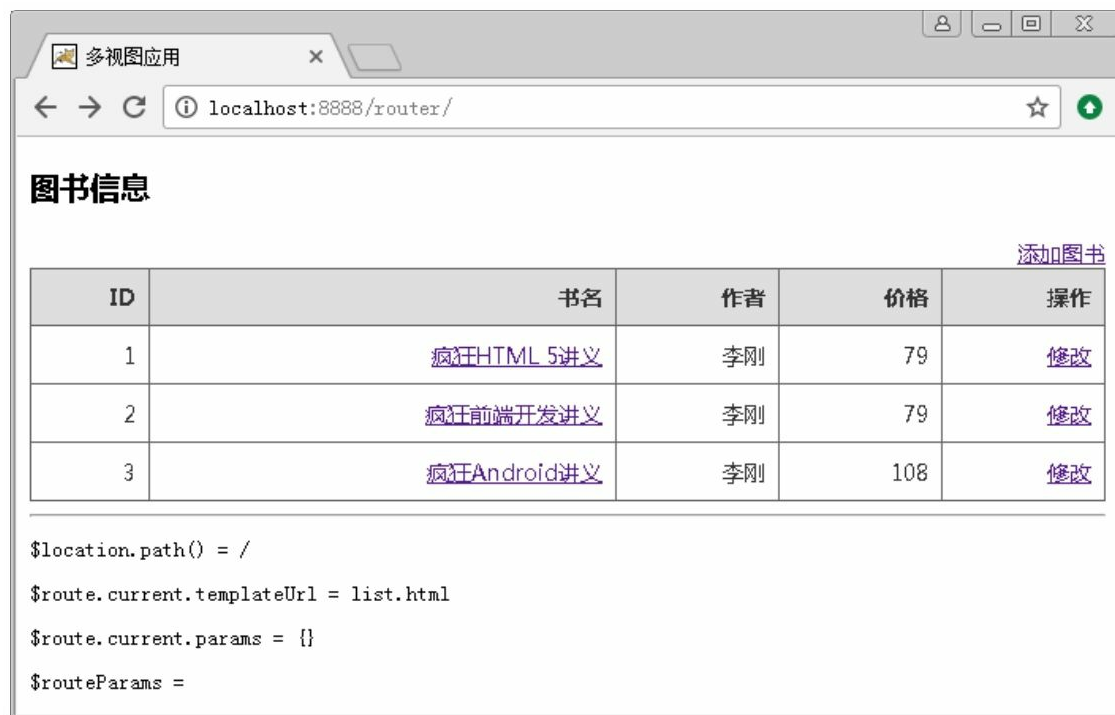 多视图应用
localhost:8888/router/
图书信息
添加图书
ID 书名 作者 价格 操作
1 疯狂HTML 5讲义 李刚 79 修改
2 疯狂前端开发讲义 李刚 79 修改
3 疯狂Android讲义 李刚 108 修改
$location.path() = /
$route.current.templateUrl = list.html
$route.current.params = {}
$routeParams =